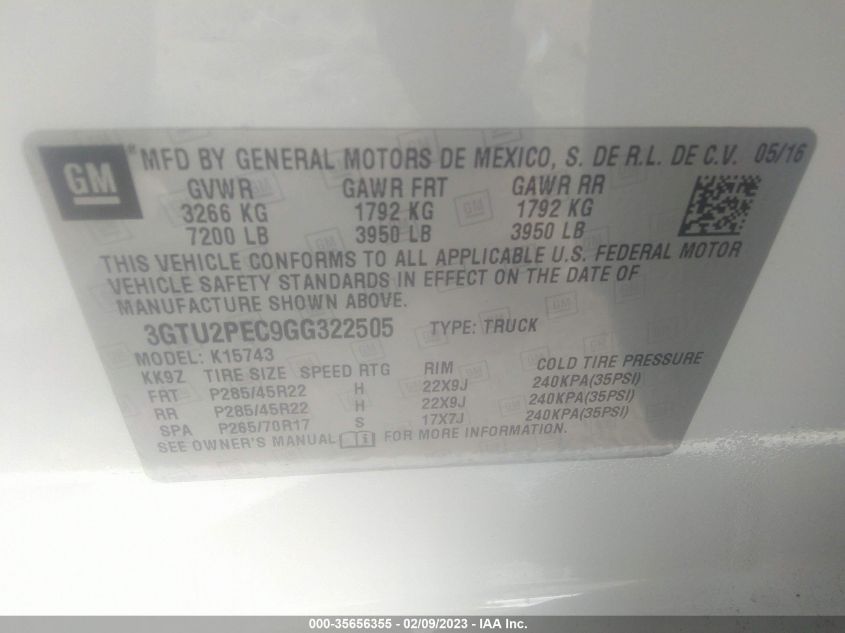 GM ® MFD BY GENERAL MOTORS DE MEXICO, S. DE R.L. DE C.V. 05/16
GVWR GAWR FRT GAWR RR
3266 KG 1792 KG 1792 KG
7200 LB 3950 LB 3950 LB
THIS VEHICLE CONFORMS TO ALL APPLICABLE U.S. FEDERAL MOTOR
VEHICLE SAFETY STANDARDS IN EFFECT ON THE DATE OF
MANUFACTURE SHOWN ABOVE.
3GTU2PEC9GG322505 TYPE: TRUCK
MODEL: K15743
KK9Z TIRE SIZE SPEED RTG RIM COLD TIRE PRESSURE
FRT P285/45R22 H 22X9J 240KPA(35PSI)
RR P285/45R22 H 22X9J 240KPA(35PSI)
SPA P265/70R17 S 17X7J 240KPA(35PSI)
SEE OWNER'S MANUAL FOR MORE INFORMATION.
000-35656355 - 02/09/2023 - IAA Inc.